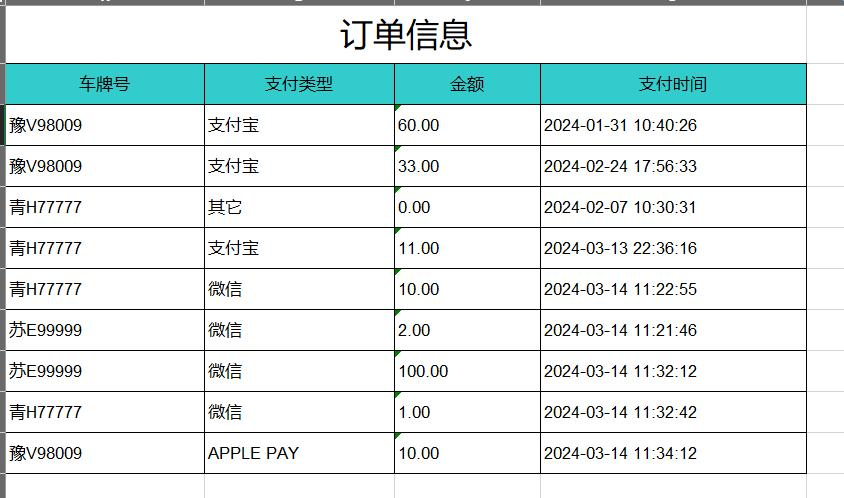 订单信息
车牌号 支付类型 金额 支付时间
豫V98009 支付宝 60.00 2024-01-31 10:40:26
豫V98009 支付宝 33.00 2024-02-24 17:56:33
青H77777 其它 0.00 2024-02-07 10:30:31
青H77777 支付宝 11.00 2024-03-13 22:36:16
青H77777 微信 10.00 2024-03-14 11:22:55
苏E99999 微信 2.00 2024-03-14 11:21:46
苏E99999 微信 100.00 2024-03-14 11:32:12
青H77777 微信 1.00 2024-03-14 11:32:42
豫V98009 APPLE PAY 10.00 2024-03-14 11:34:12